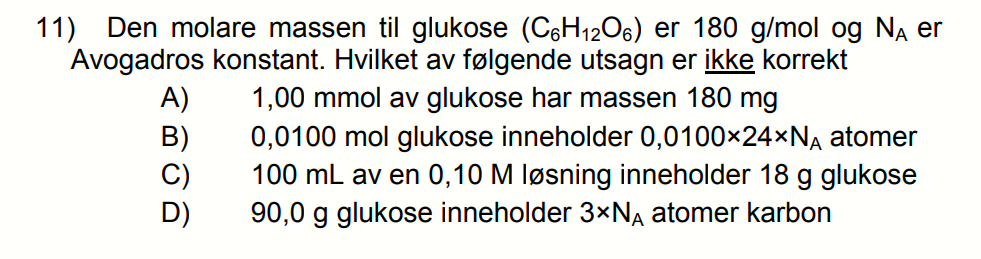 11) Den molare massen til glukose (C₆H₁₂O₆) er 180 g/mol og N_A er
Avogadros konstant. Hvilket av følgende utsagn er ikke korrekt
A) 1,00 mmol av glukose har massen 180 mg
B) 0,0100 mol glukose inneholder 0,0100×24×N_A atomer
C) 100 mL av en 0,10 M løsning inneholder 18 g glukose
D) 90,0 g glukose inneholder 3×N_A atomer karbon